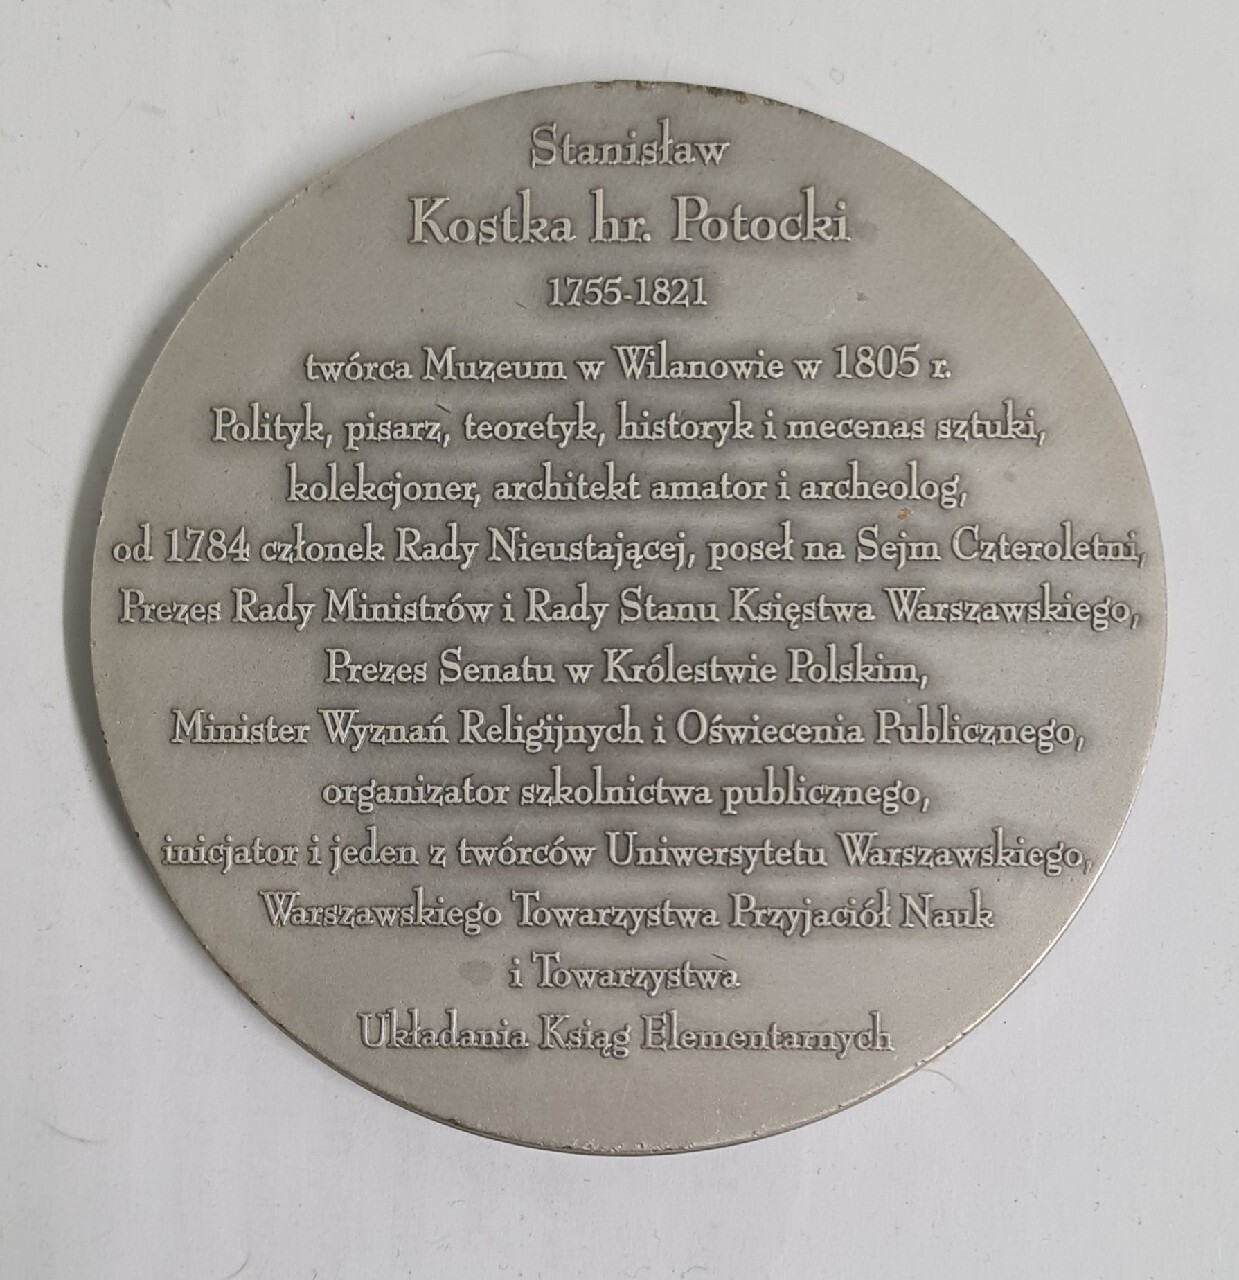 Stanisław
Kostka hr. Potocki
1755-1821
twórca Muzeum w Wilanowie w 1805 r.
Polityk, pisarz, teoretyk, historyk i mecenas sztuki,
kolekcjoner, architekt amator i archeolog,
od 1784 członek Rady Nieustającej, poseł na Sejm Czteroletni,
Prezes Rady Ministrów i Rady Stanu Księstwa Warszawskiego,
Prezes Senatu w Królestwie Polskim,
Minister Wyznań Religijnych i Oświecenia Publicznego,
organizator szkolnictwa publicznego,
inicjator i jeden z twórców Uniwersytetu Warszawskiego,
Warszawskiego Towarzystwa Przyjaciół Nauk
i Towarzystwa
Układania Ksiąg Elementarnych